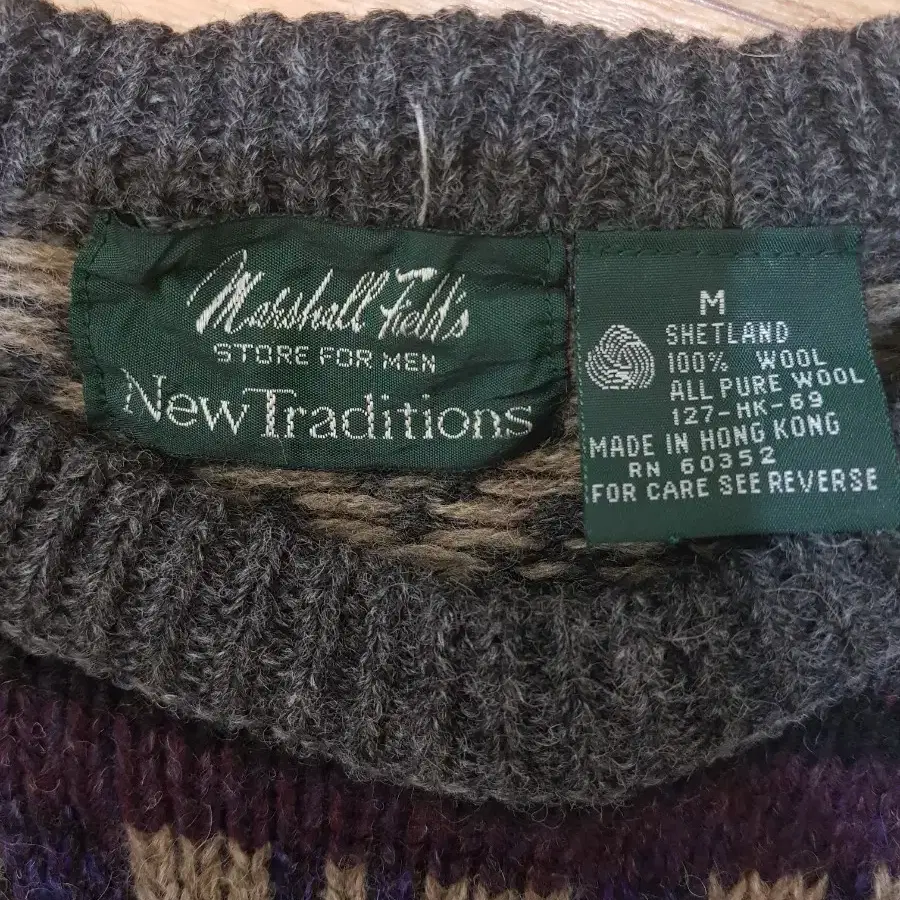 Marshall Field's
STORE FOR MEN
New Traditions
M
SHETLAND
100% WOOL
ALL PURE WOOL
127-HK-69
MADE IN HONG KONG
RN 60352
FOR CARE SEE REVERSE